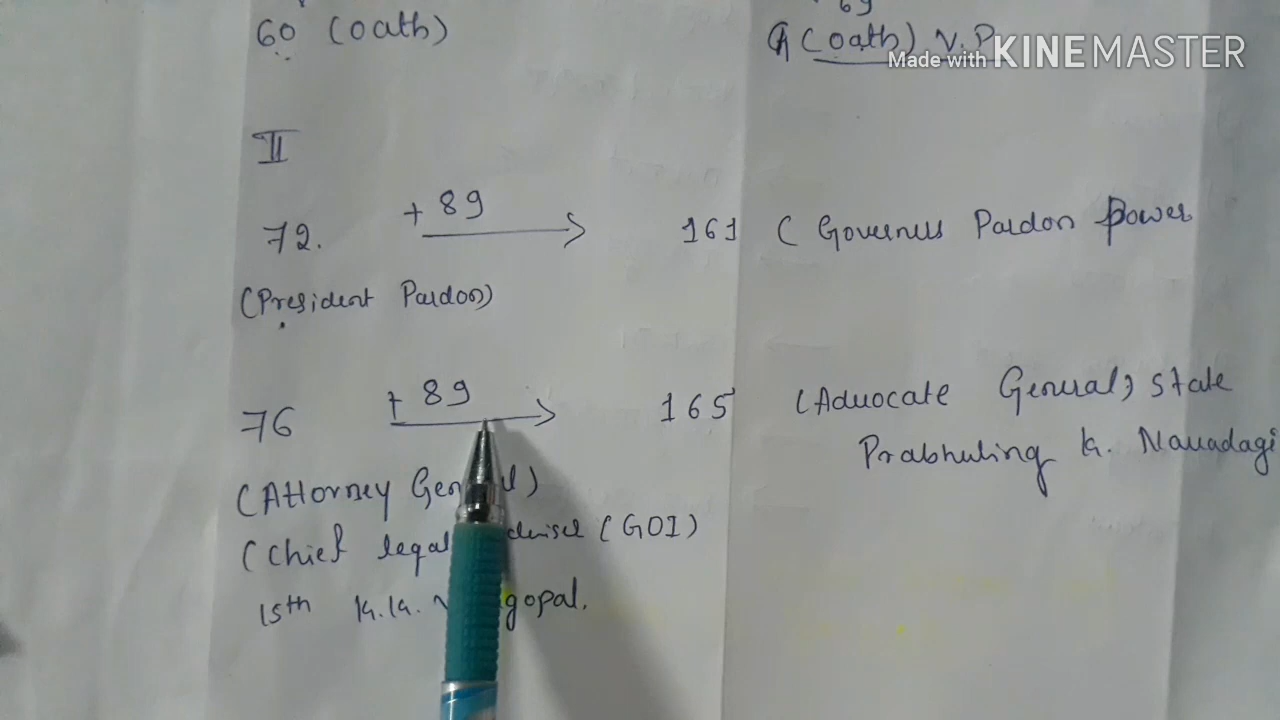 69
60 (oath)
(oath) V.P
Made with KINEMASTER
II
+ 89
72.
161 ( Governers Pardon Power
(President Pardon)
+ 89
76
165 (Advocate General) state
Prabhuling K. Navadagi
(Attorney General)
(Chief legal (GOI)
15th K.K. gopal.